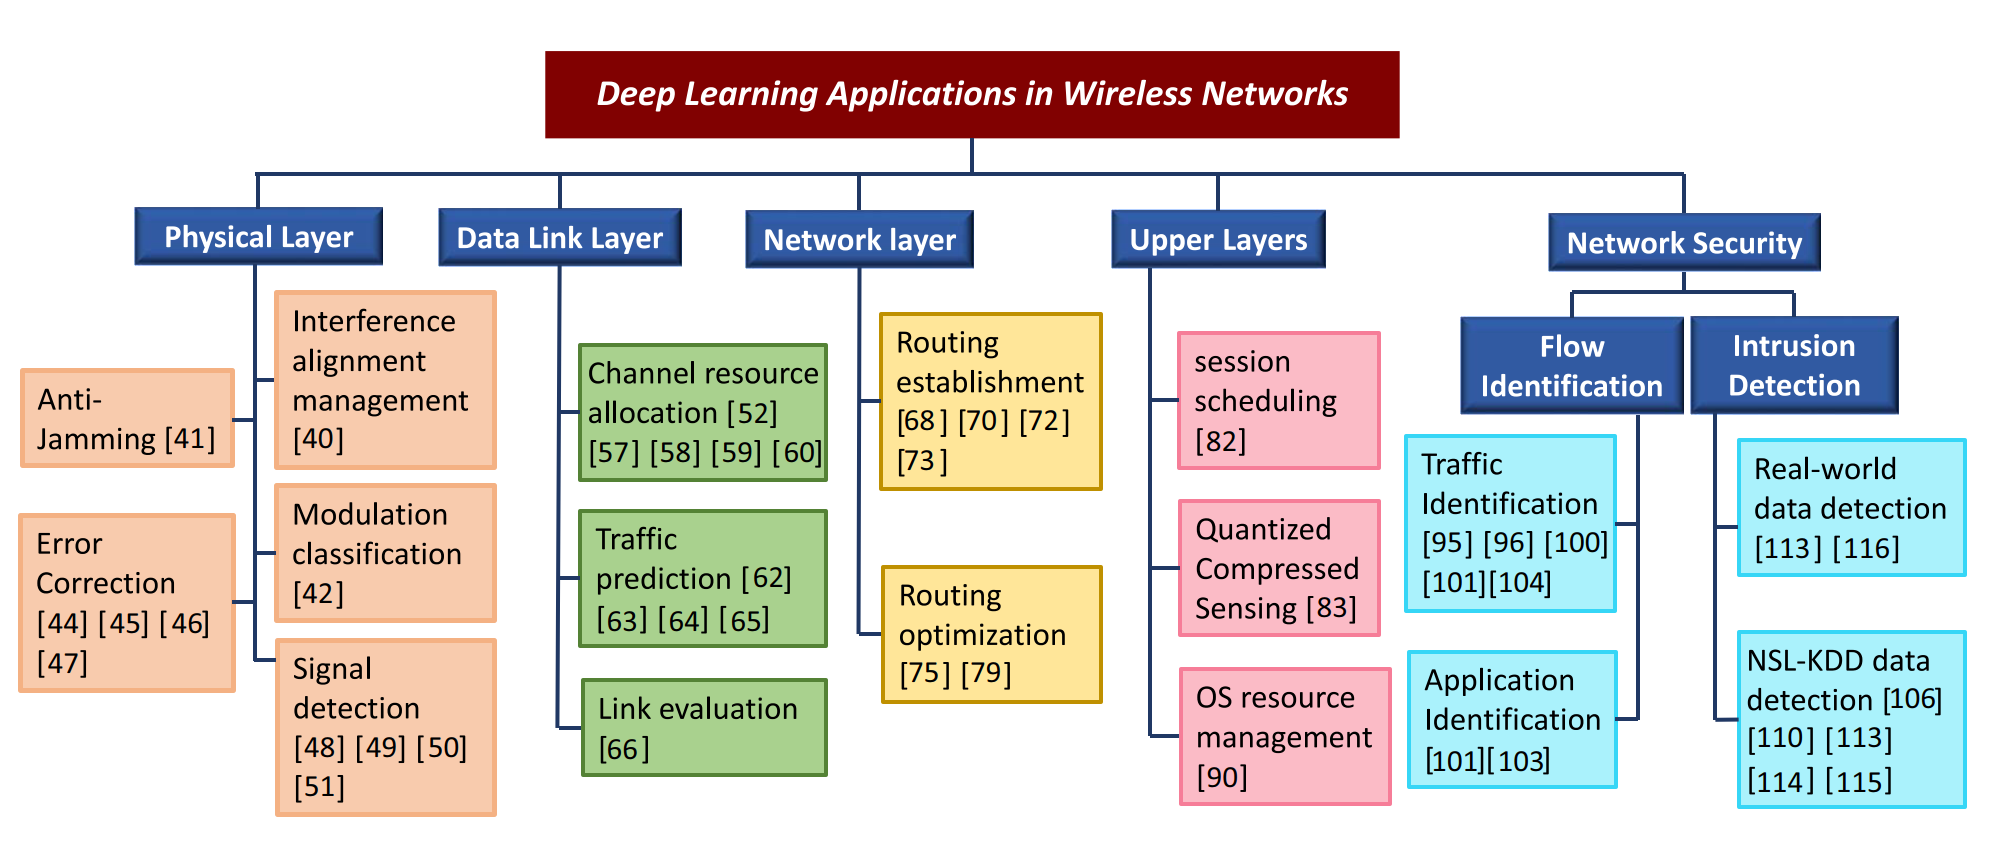 Deep Learning Applications in Wireless Networks
Physical Layer
Anti-
Jamming [41]
Error
Correction
[44] [45] [46]
[47]
Interference
alignment
management
[40]
Modulation
classification
[42]
Signal
detection
[48] [49] [50]
[51]
Data Link Layer
Channel resource
allocation [52]
[57] [58] [59] [60]
Traffic
prediction [62]
[63] [64] [65]
Link evaluation
[66]
Network layer
Routing
establishment
[68] [70] [72]
[73]
Routing
optimization
[75] [79]
Upper Layers
session
scheduling
[82]
Quantized
Compressed
Sensing [83]
OS resource
management
[90]
Network Security
Flow
Identification
Traffic
Identification
[95] [96] [100]
[101][104]
Application
Identification
[101][103]
Intrusion
Detection
Real-world
data detection
[113] [116]
NSL-KDD data
detection [106]
[110] [113]
[114] [115]